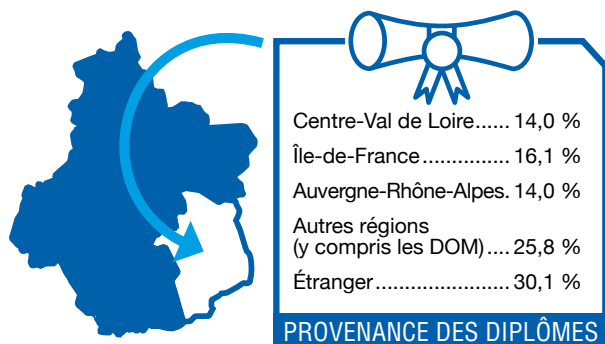 Centre-Val de Loire...... 14,0 %
Île-de-France............... 16,1 %
Auvergne-Rhône-Alpes. 14,0 %
Autres régions
(y compris les DOM).... 25,8 %
Étranger....................... 30,1 %
PROVENANCE DES DIPLÔMES